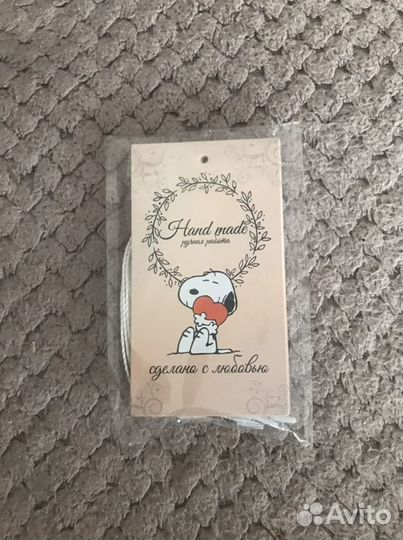 Hand made
ручная работа
сделано с любовью
Avito